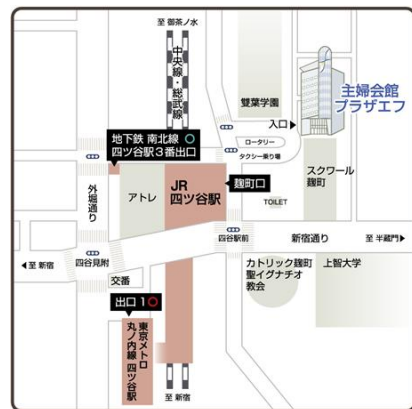 至 御茶ノ水
中央線・総武線
雙葉学園
主婦会館
プラザエフ
入口
ロータリー
タクシー乗り場
地下鉄 南北線
四ツ谷駅3番出口
外堀通り
アトレ
JR
四ツ谷駅
麹町口
スクワール
麹町
TOILET
四谷駅前
新宿通り
至 半蔵門
至 新宿
四谷見附
交番
カトリック麹町
聖イグナチオ
教会
上智大学
出口 1
東京メトロ
丸ノ内線 四ツ谷駅
至 新宿